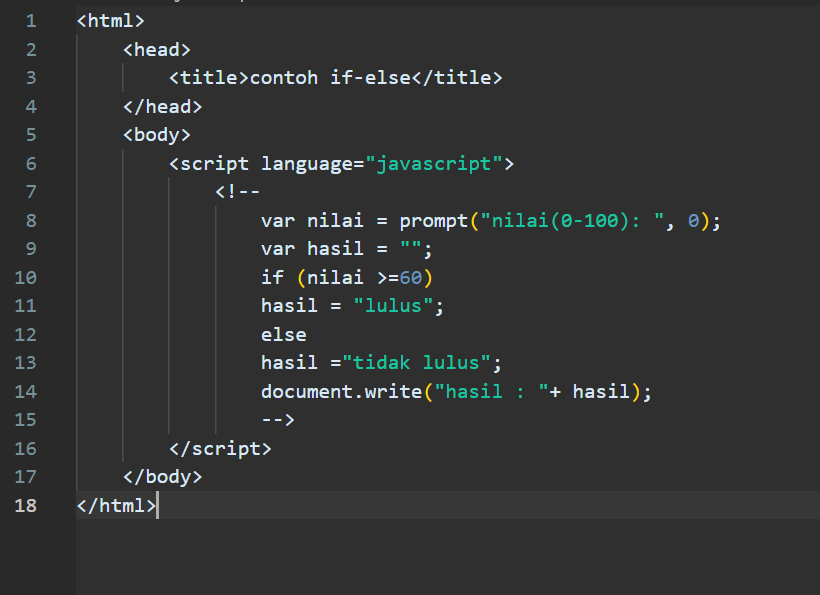 1 <html>
2 <head>
3 <title>contoh if-else</title>
4 </head>
5 <body>
6 <script language="javascript">
7 <!--
8 var nilai = prompt("nilai(0-100): ", 0);
9 var hasil = "";
10 if (nilai >=60)
11 hasil = "lulus";
12 else
13 hasil ="tidak lulus";
14 document.write("hasil : "+ hasil);
15 -->
16 </script>
17 </body>
18 </html>